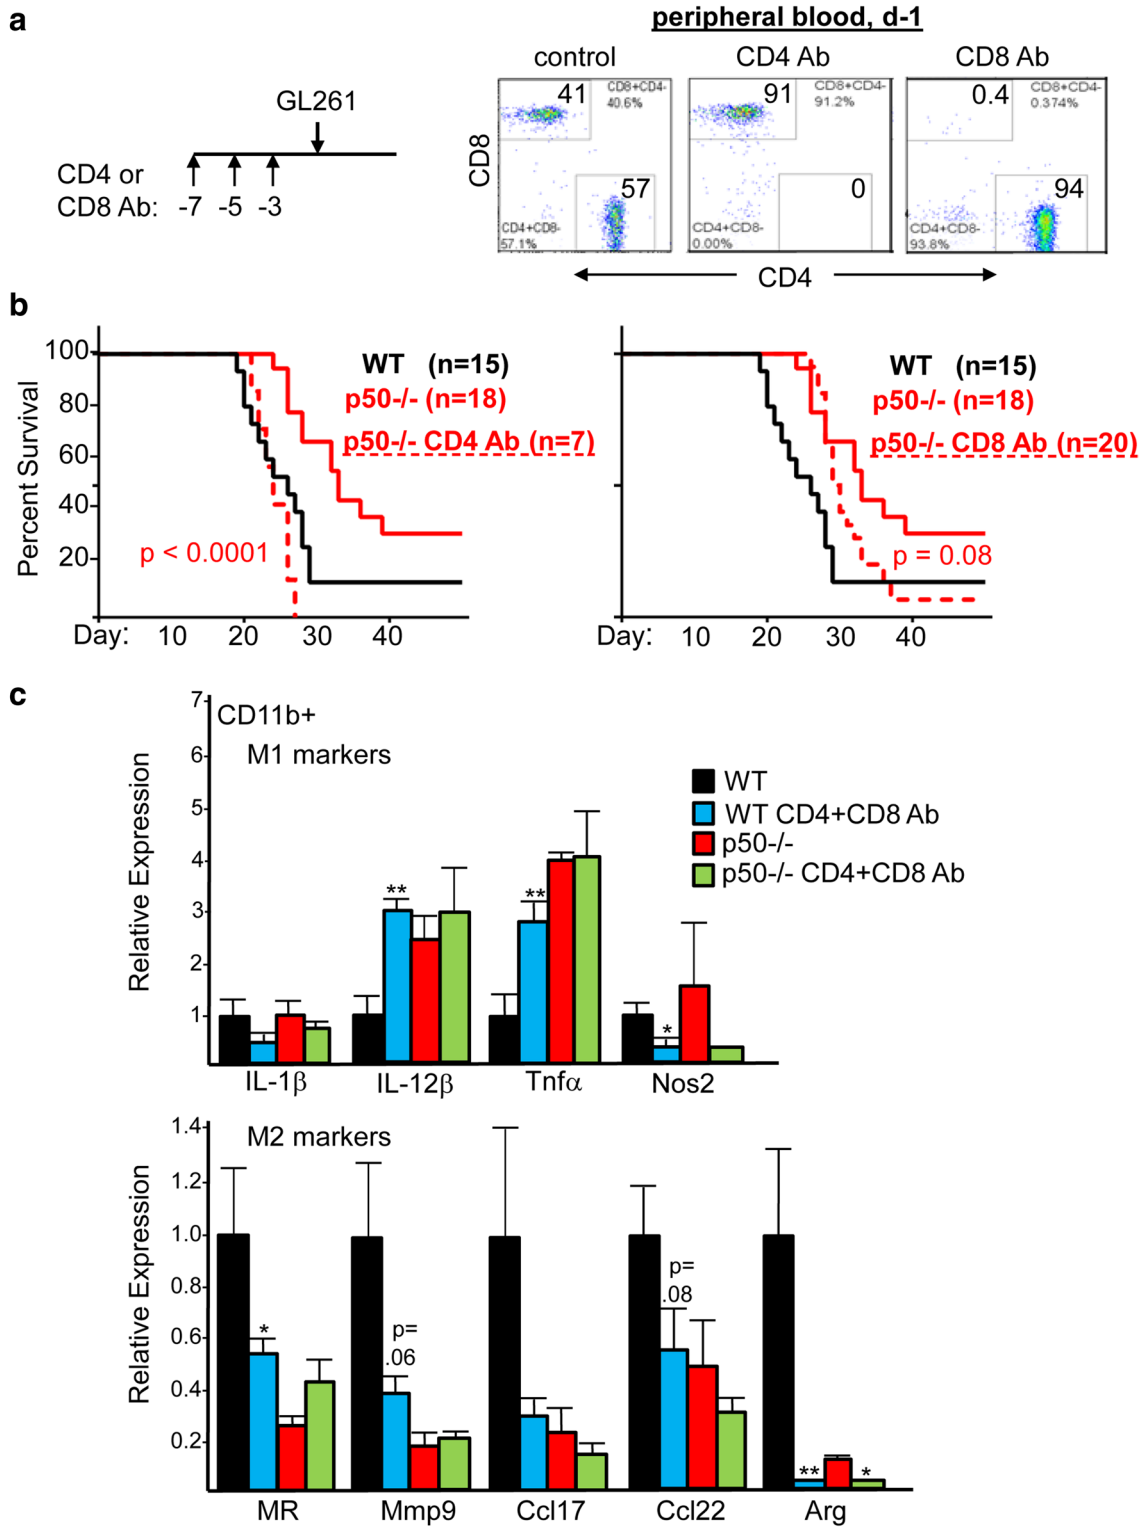 a
peripheral blood, d-1
control
CD4 Ab
CD8 Ab
GL261
CD4 or
CD8 Ab: -7 -5 -3
CD8
41
CD8+CD4-
40.6%
57
CD4+CD8-
57.1%
91
CD8+CD4-
91.2%
0
CD4+CD8-
0.00%
0.4
CD8+CD4-
0.374%
94
CD4+CD8-
93.8%
CD4
b
Percent Survival
100
80
60
40
20
WT (n=15)
p50-/- (n=18)
p50-/- CD4 Ab (n=7)
p < 0.0001
Day: 10 20 30 40
WT (n=15)
p50-/- (n=18)
p50-/- CD8 Ab (n=20)
p = 0.08
Day: 10 20 30 40
c
Relative Expression
7
6
5
4
3
2
1
CD11b+
M1 markers
WT
WT CD4+CD8 Ab
p50-/-
p50-/- CD4+CD8 Ab
**
**
*
IL-1β IL-12β Tnfα Nos2
Relative Expression
1.4
1.2
1.0
0.8
0.6
0.4
0.2
M2 markers
*
p=
.06
p=
.08
** *
MR Mmp9 Ccl17 Ccl22 Arg